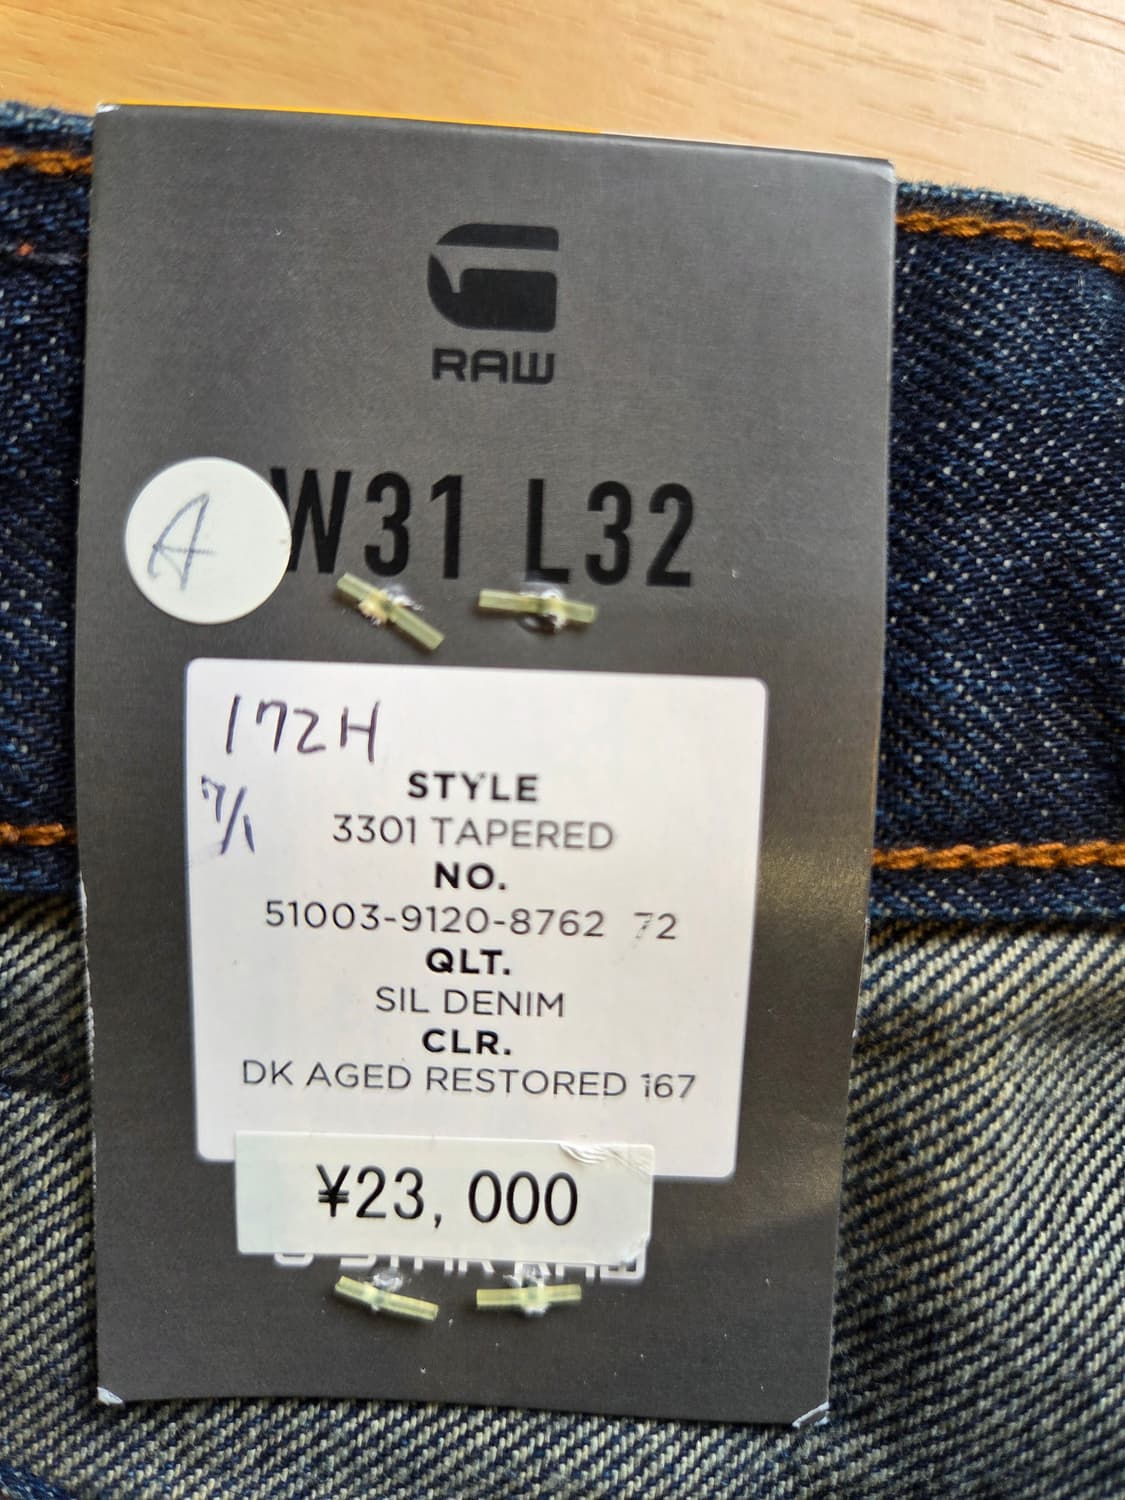 RAW
A
W31 L32
172H
7/1
STYLE
3301 TAPERED
NO.
51003-9120-8762 72
QLT.
SIL DENIM
CLR.
DK AGED RESTORED 167
¥23,000